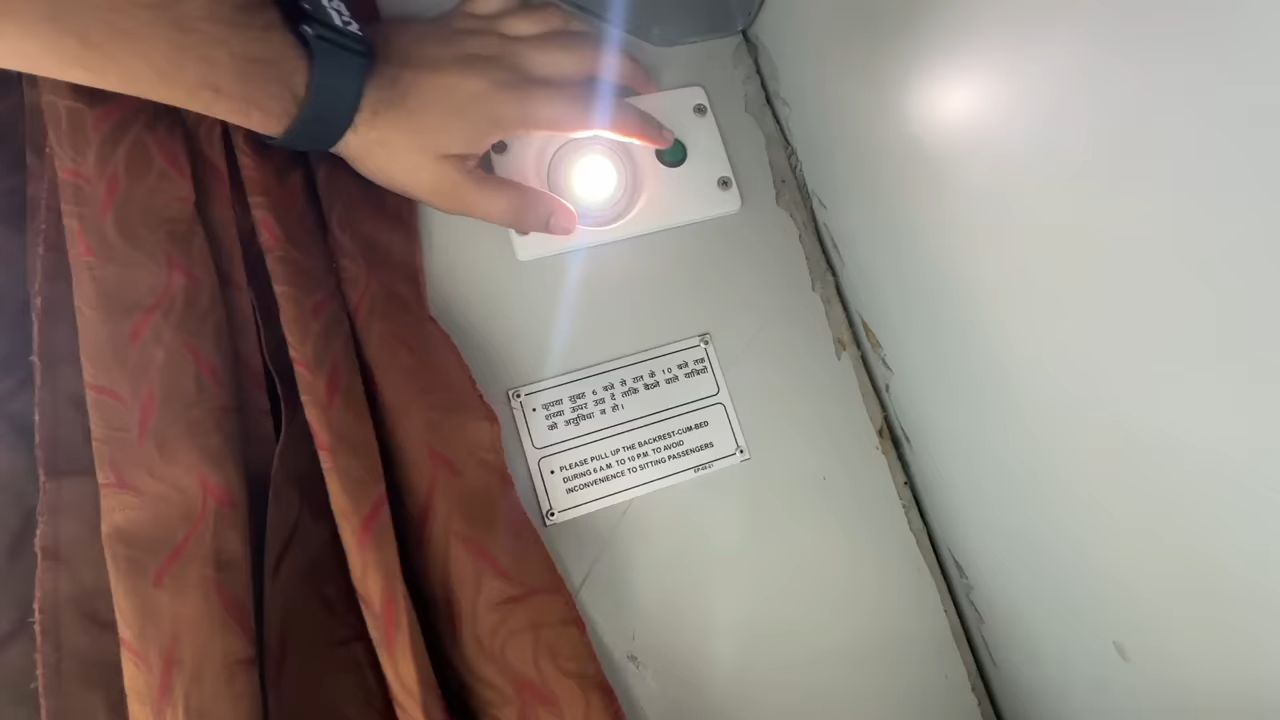 • कृपया सुबह 6 बजे से रात के 10 बजे तक
शय्या ऊपर उठा दें ताकि बैठने वाले यात्रियों
को असुविधा न हो।
• PLEASE PULL UP THE BACKREST-CUM-BED
DURING 6 A.M. TO 10 P.M. TO AVOID
INCONVENIENCE TO SITTING PASSENGERS